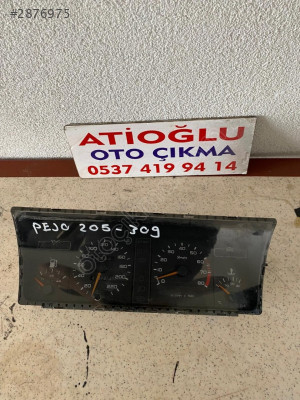 #2876975
ATİOĞLU
OTO ÇIKMA
0537 419 94 14
PEJO 205-309